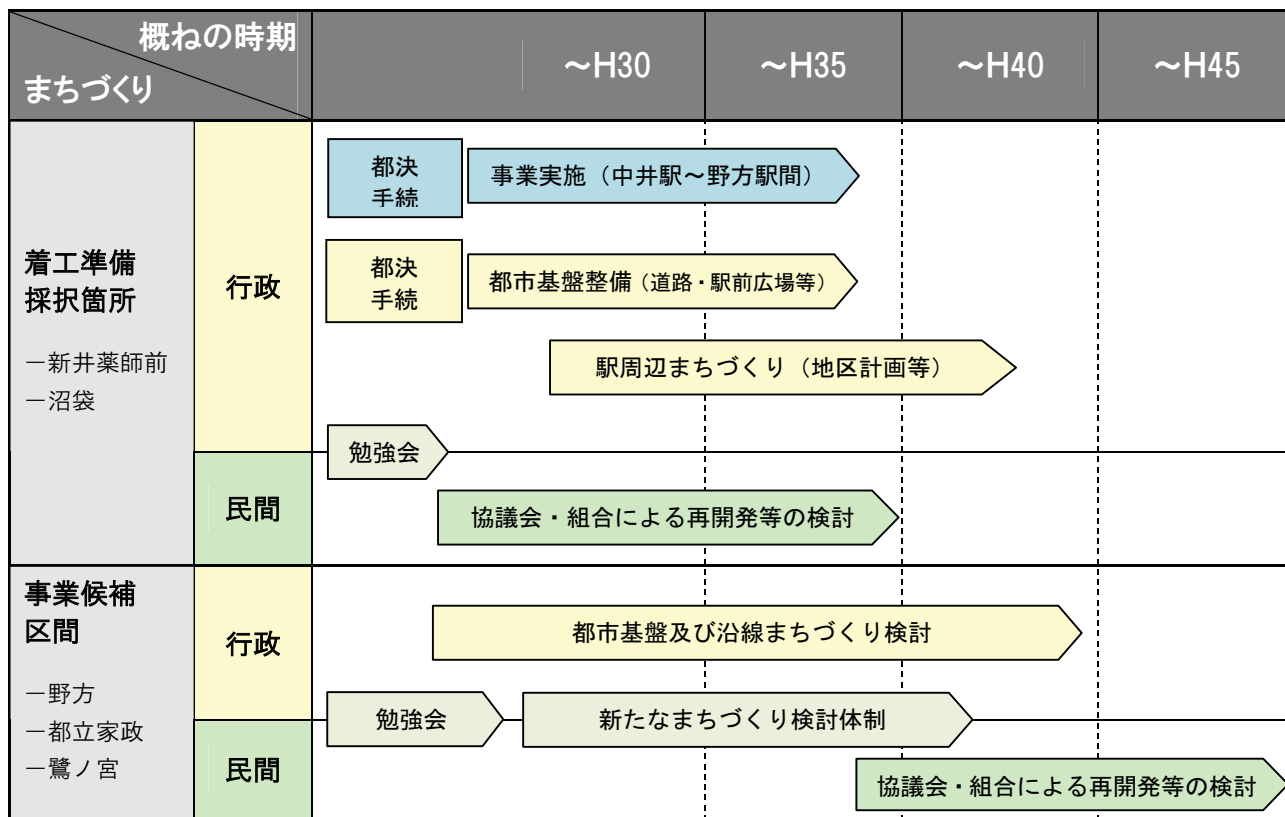 概ねの時期
まちづくり
～H30
～H35
～H40
～H45
都決
手続
事業実施（中井駅～野方駅間）
着工準備
採択箇所
－新井薬師前
－沼袋
行政
都決
手続
都市基盤整備（道路・駅前広場等）
駅周辺まちづくり（地区計画等）
勉強会
民間
協議会・組合による再開発等の検討
事業候補
区間
－野方
－都立家政
－鷺ノ宮
行政
都市基盤及び沿線まちづくり検討
勉強会
新たなまちづくり検討体制
民間
協議会・組合による再開発等の検討